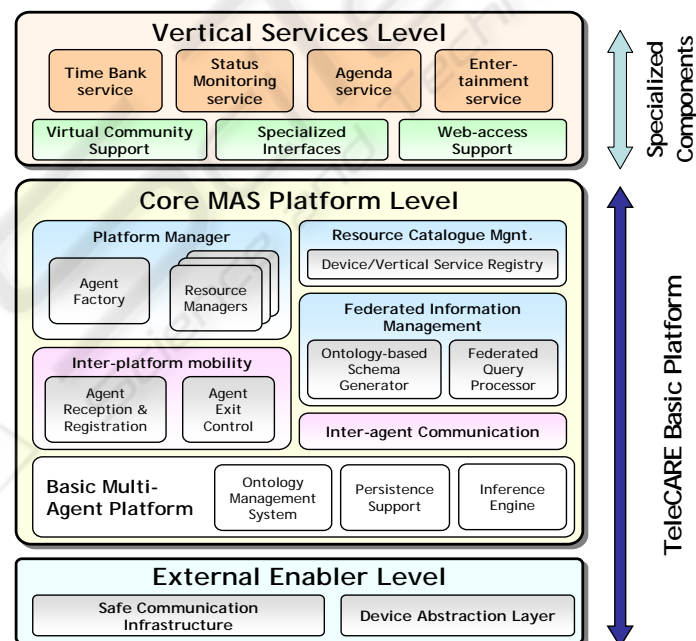 Vertical Services Level
Time Bank
service
Status
Monitoring
service
Agenda
service
Enter-
tainment
service
Virtual Community
Support
Specialized
Interfaces
Web-access
Support
Specialized
Components
Core MAS Platform Level
Platform Manager
Agent
Factory
Resource
Managers
Resource Catalogue Mgnt.
Device/Vertical Service Registry
Federated Information
Management
Ontology-based
Schema
Generator
Federated
Query
Processor
Inter-platform mobility
Agent
Reception &
Registration
Agent
Exit
Control
Inter-agent Communication
Basic Multi-
Agent Platform
Ontology
Management
System
Persistence
Support
Inference
Engine
TeleCARE Basic Platform
External Enabler Level
Safe Communication
Infrastructure
Device Abstraction Layer